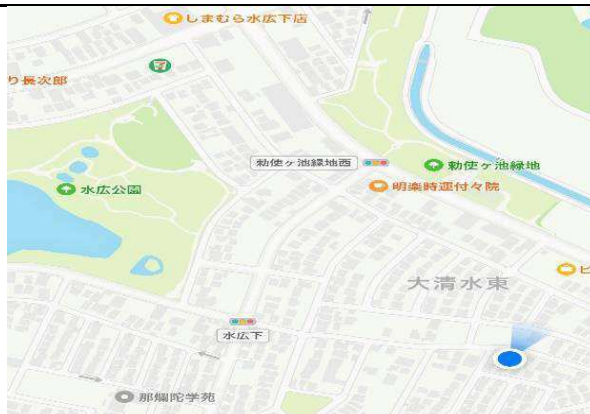 しまむら水広下店
り長次郎
勅使ヶ池緑地西
勅使ヶ池緑地
水広公園
明楽時運付々院
大清水東
ピ
水広下
那爛陀学苑